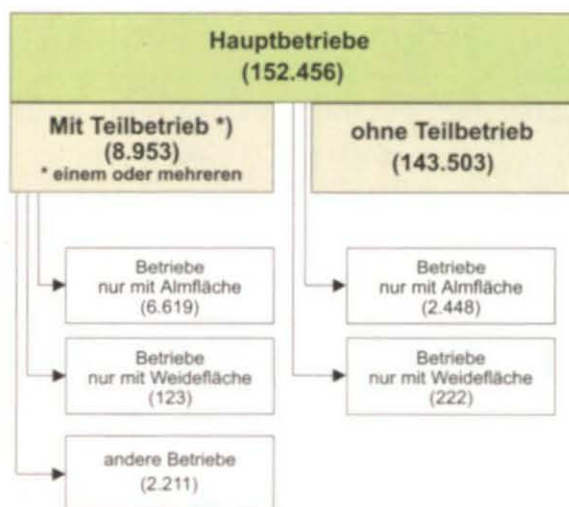 Hauptbetriebe
(152.456)
Mit Teilbetrieb *)
(8.953)
* einem oder mehreren
ohne Teilbetrieb
(143.503)
Betriebe
nur mit Almfläche
(6.619)
Betriebe
nur mit Almfläche
(2.448)
Betriebe
nur mit Weidefläche
(123)
Betriebe
nur mit Weidefläche
(222)
andere Betriebe
(2.211)